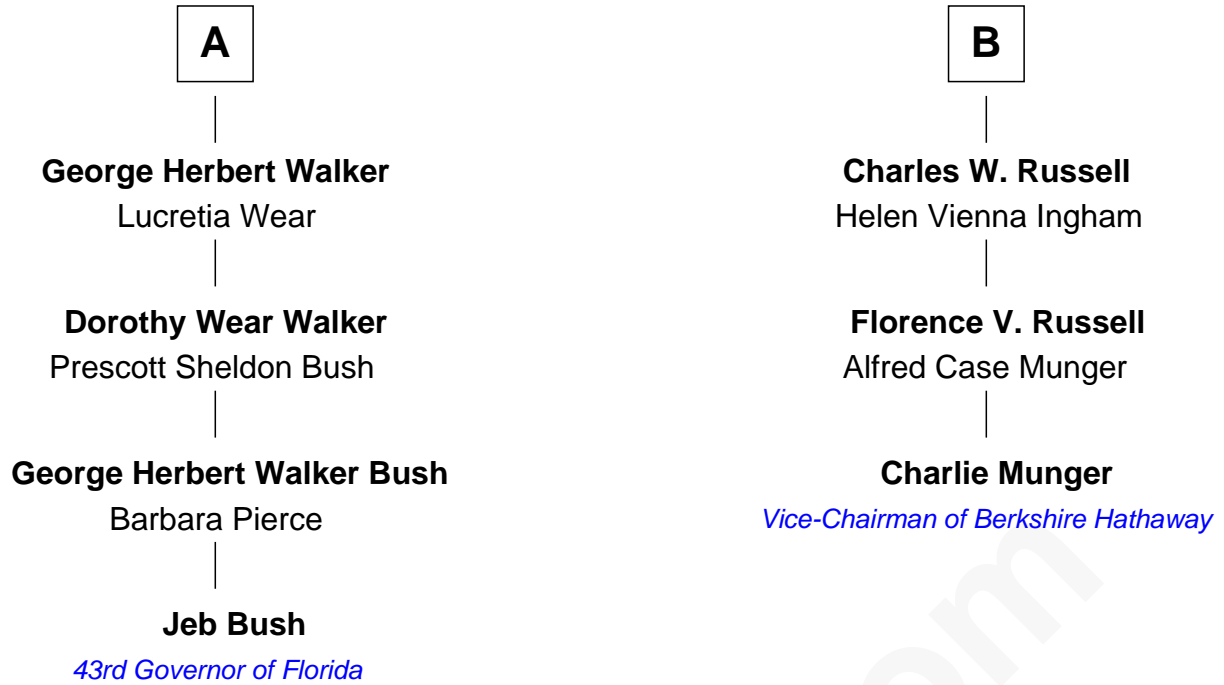 A
George Herbert Walker
Lucretia Wear
Dorothy Wear Walker
Prescott Sheldon Bush
George Herbert Walker Bush
Barbara Pierce
Jeb Bush
43rd Governor of Florida
B
Charles W. Russell
Helen Vienna Ingham
Florence V. Russell
Alfred Case Munger
Charlie Munger
Vice-Chairman of Berkshire Hathaway
om